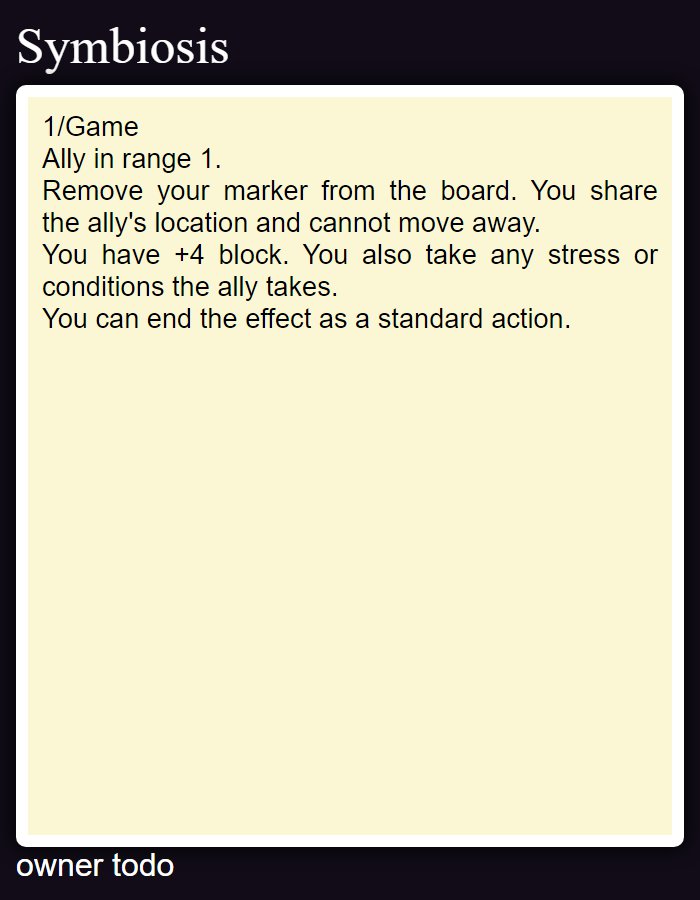 Symbiosis
1/Game
Ally in range 1.
Remove your marker from the board. You share
the ally's location and cannot move away.
You have +4 block. You also take any stress or
conditions the ally takes.
You can end the effect as a standard action.
owner todo